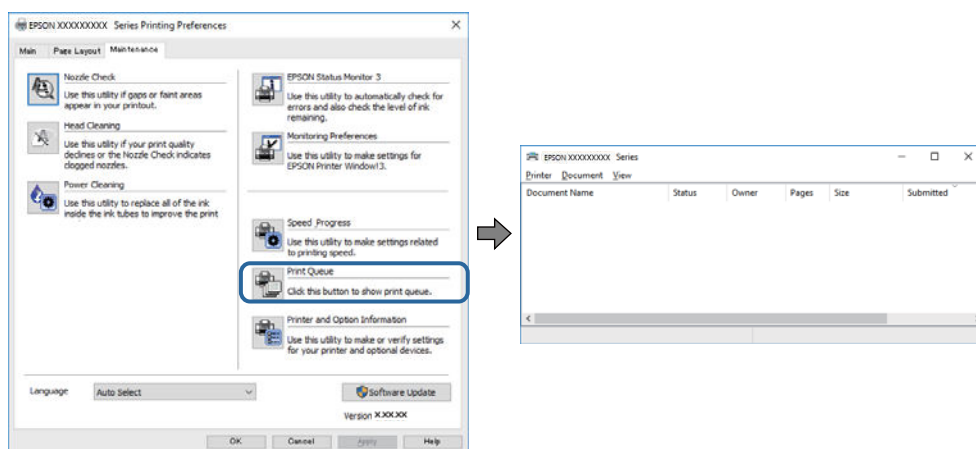 EPSON XXXXXXXXX Series Printing Preferences
Main Page Layout Maintenance
Nozzle Check
Use this utility if gaps or faint areas
appear in your printout.
Head Cleaning
Use this utility if your print quality
declines or the Nozzle Check indicates
clogged nozzles.
Power Cleaning
Use this utility to replace all of the ink
inside the ink tubes to improve the print
EPSON Status Monitor 3
Use this utility to automatically check for
errors and also check the level of ink
remaining.
Monitoring Preferences
Use this utility to make settings for
EPSON Printer Window!3.
Speed Progress
Use this utility to make settings related
to printing speed.
Print Queue
Click this button to show print queue.
Printer and Option Information
Use this utility to make or verify settings
for your printer and optional devices.
Language Auto Select
Software Update
Version X.XX.XX
OK Cancel Apply Help
EPSON XXXXXXXXX Series
Printer Document View
Document Name Status Owner Pages Size Submitted